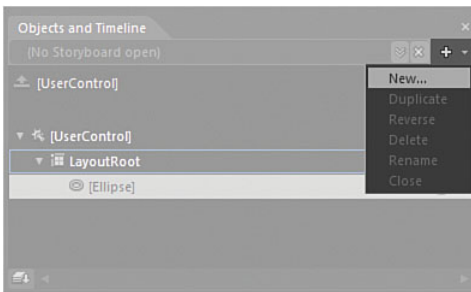 Objects and Timeline
(No Storyboard open)
[UserControl]
[UserControl]
LayoutRoot
[Ellipse]
New...
Duplicate
Reverse
Delete
Rename
Close